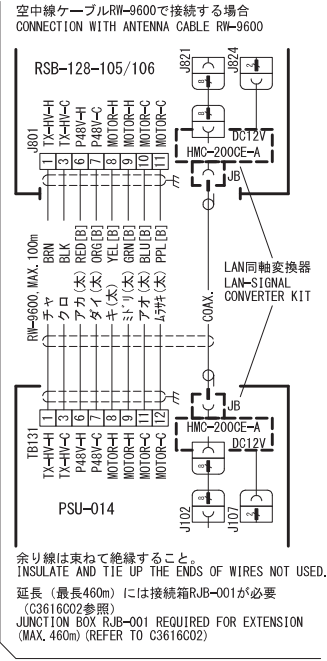 空中線ケーブルRW-9600で接続する場合
CONNECTION WITH ANTENNA CABLE RW-9600
RSB-128-105/106
J821
J824
8
2
J801
TX-HV-H
TX-HV-C
P48V-H
P48V-C
MOTOR-H
MOTOR-H
MOTOR-C
MOTOR-C
1 3 6 7 8 9 10 11
DC12V
HMC-200CE-A
JB
RW-9600, MAX. 100m
BRN
BLK
RED[B]
ORG[B]
YEL[B]
GRN[B]
BLU[B]
PPL[B]
チャ
クロ
アカ(太)
ダイ(太)
キ(太)
ミドリ(太)
アオ(太)
ムラサキ(太)
COAX.
LAN同軸変換器
LAN-SIGNAL
CONVERTER KIT
JB
HMC-200CE-A
DC12V
TB131
1 3 6 7 8 9 11 12
TX-HV-H
TX-HV-C
P48V-H
P48V-C
MOTOR-H
MOTOR-H
MOTOR-C
MOTOR-C
PSU-014
8
8
2
J102
J107
余り線は束ねて絶縁すること。
INSULATE AND TIE UP THE ENDS OF WIRES NOT USED.
延長（最長460m）には接続箱RJB-001が必要
（C3616C02参照）
JUNCTION BOX RJB-001 REQUIRED FOR EXTENSION
(MAX. 460m) (REFER TO C3616C02)